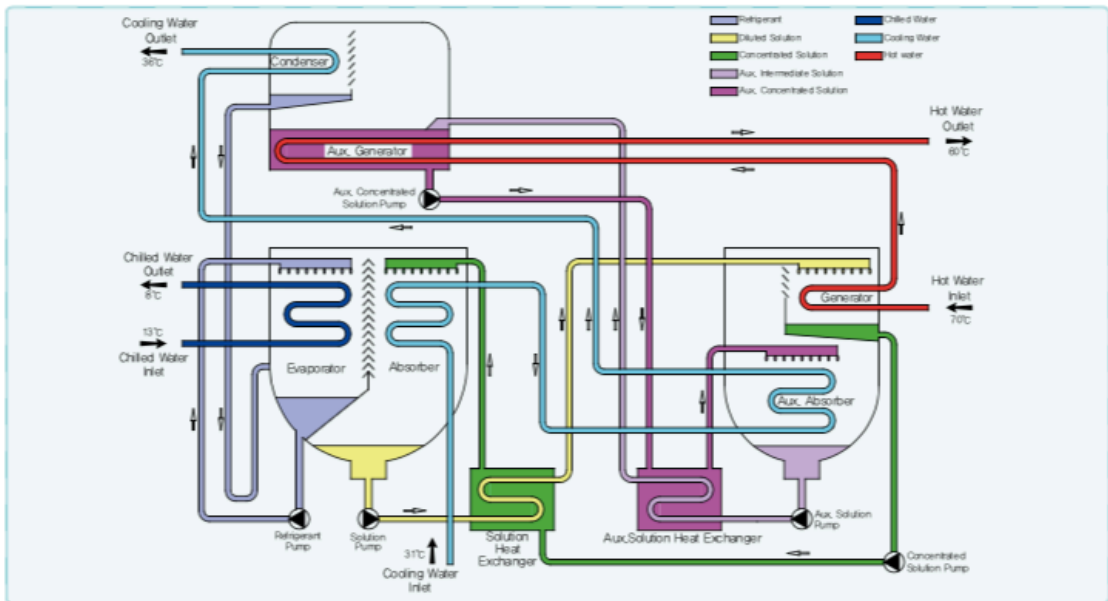 Cooling Water
Outlet
36℃
Condenser
Refrigerant
Diluted Solution
Concentrated Solution
Aux, Intermediate Solution
Aux, Concentrated Solution
Chilled Water
Cooling Water
Hot water
Hot Water
Outlet
60℃
Aux, Generator
Aux, Concentrated
Solution Pump
Chilled Water
Outlet
8℃
13℃
Chilled Water
Inlet
Evaporator
Absorber
Generator
Hot Water
Inlet
70℃
Aux, Absorber
Refrigerant
Pump
Solution
Pump
31℃
Cooling Water
Inlet
Solution
Heat
Exchanger
Aux,Solution Heat Exchanger
Aux, Solution
Pump
Concentrated
Solution Pump